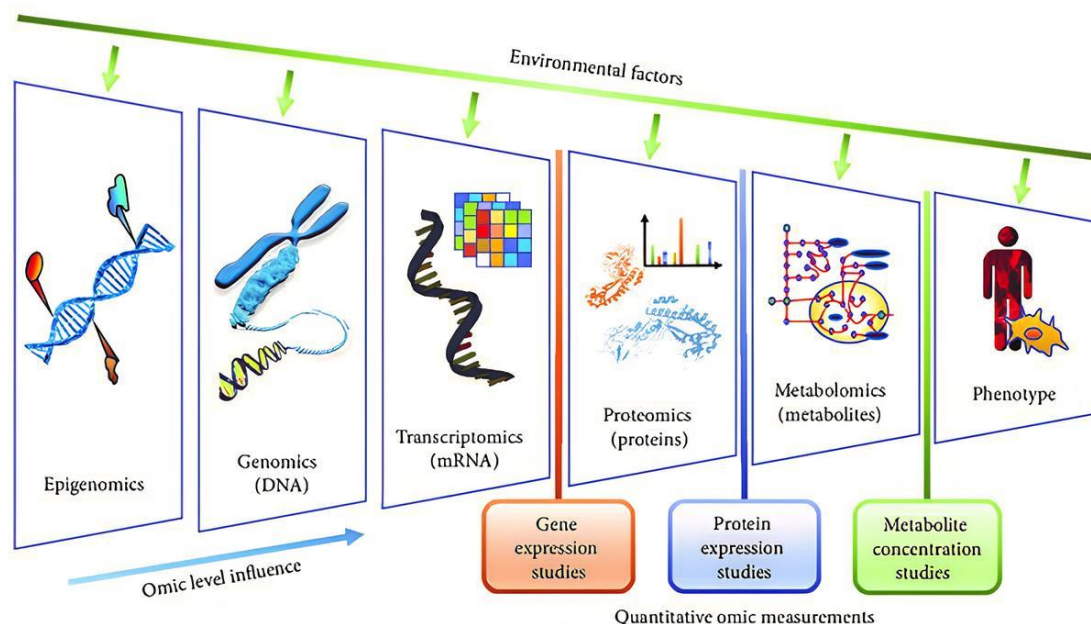 Environmental factors
Epigenomics
Genomics
(DNA)
Transcriptomics
(mRNA)
Proteomics
(proteins)
Metabolomics
(metabolites)
Phenotype
Omic level influence
Gene
expression
studies
Protein
expression
studies
Metabolite
concentration
studies
Quantitative omic measurements